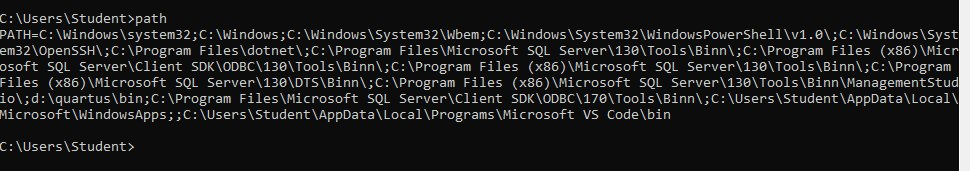 C:\Users\Student>path
PATH=C:\Windows\system32;C:\Windows;C:\Windows\System32\Wbem;C:\Windows\System32\WindowsPowerShell\v1.0\;C:\Windows\Syst
em32\OpenSSH\;C:\Program Files\dotnet\;C:\Program Files\Microsoft SQL Server\130\Tools\Binn\;C:\Program Files (x86)\Micr
osoft SQL Server\Client SDK\ODBC\130\Tools\Binn\;C:\Program Files (x86)\Microsoft SQL Server\130\Tools\Binn\;C:\Program
Files (x86)\Microsoft SQL Server\130\DTS\Binn\;C:\Program Files (x86)\Microsoft SQL Server\130\Tools\Binn\ManagementStud
io\;d:\quartus\bin;C:\Program Files\Microsoft SQL Server\Client SDK\ODBC\170\Tools\Binn\;C:\Users\Student\AppData\Local\
Microsoft\WindowsApps;;C:\Users\Student\AppData\Local\Programs\Microsoft VS Code\bin
C:\Users\Student>